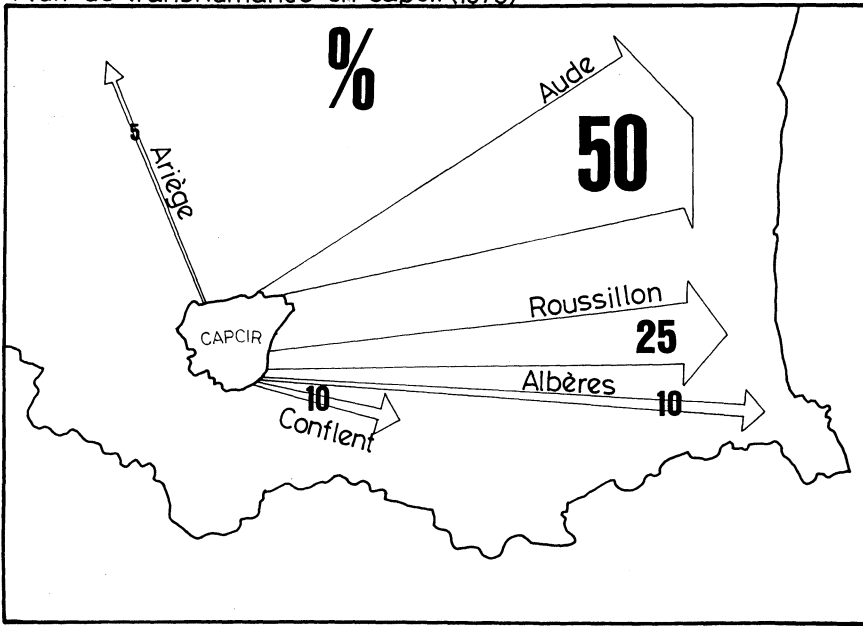 %
Aude
50
5
Ariège
CAPCIR
Roussillon
25
Albères
10
10
Conflent